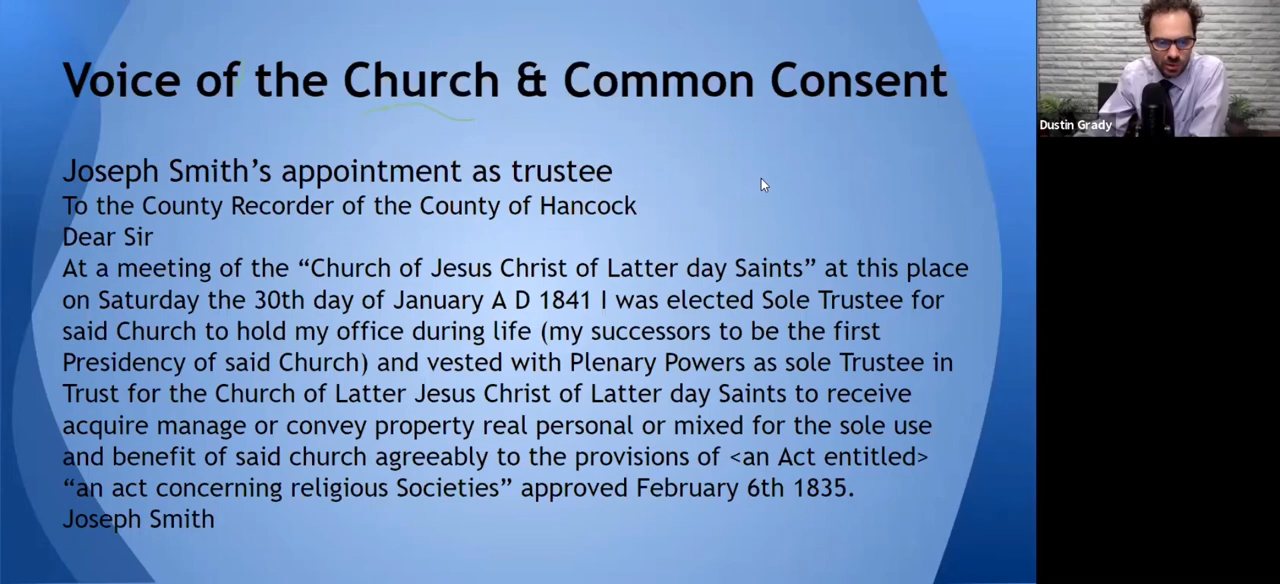 Voice of the Church & Common Consent
Joseph Smith’s appointment as trustee
To the County Recorder of the County of Hancock
Dear Sir
At a meeting of the “Church of Jesus Christ of Latter day Saints” at this place
on Saturday the 30th day of January A D 1841 I was elected Sole Trustee for
said Church to hold my office during life (my successors to be the first
Presidency of said Church) and vested with Plenary Powers as sole Trustee in
Trust for the Church of Latter Jesus Christ of Latter day Saints to receive
acquire manage or convey property real personal or mixed for the sole use
and benefit of said church agreeably to the provisions of <an Act entitled>
“an act concerning religious Societies” approved February 6th 1835.
Joseph Smith
Dustin Grady